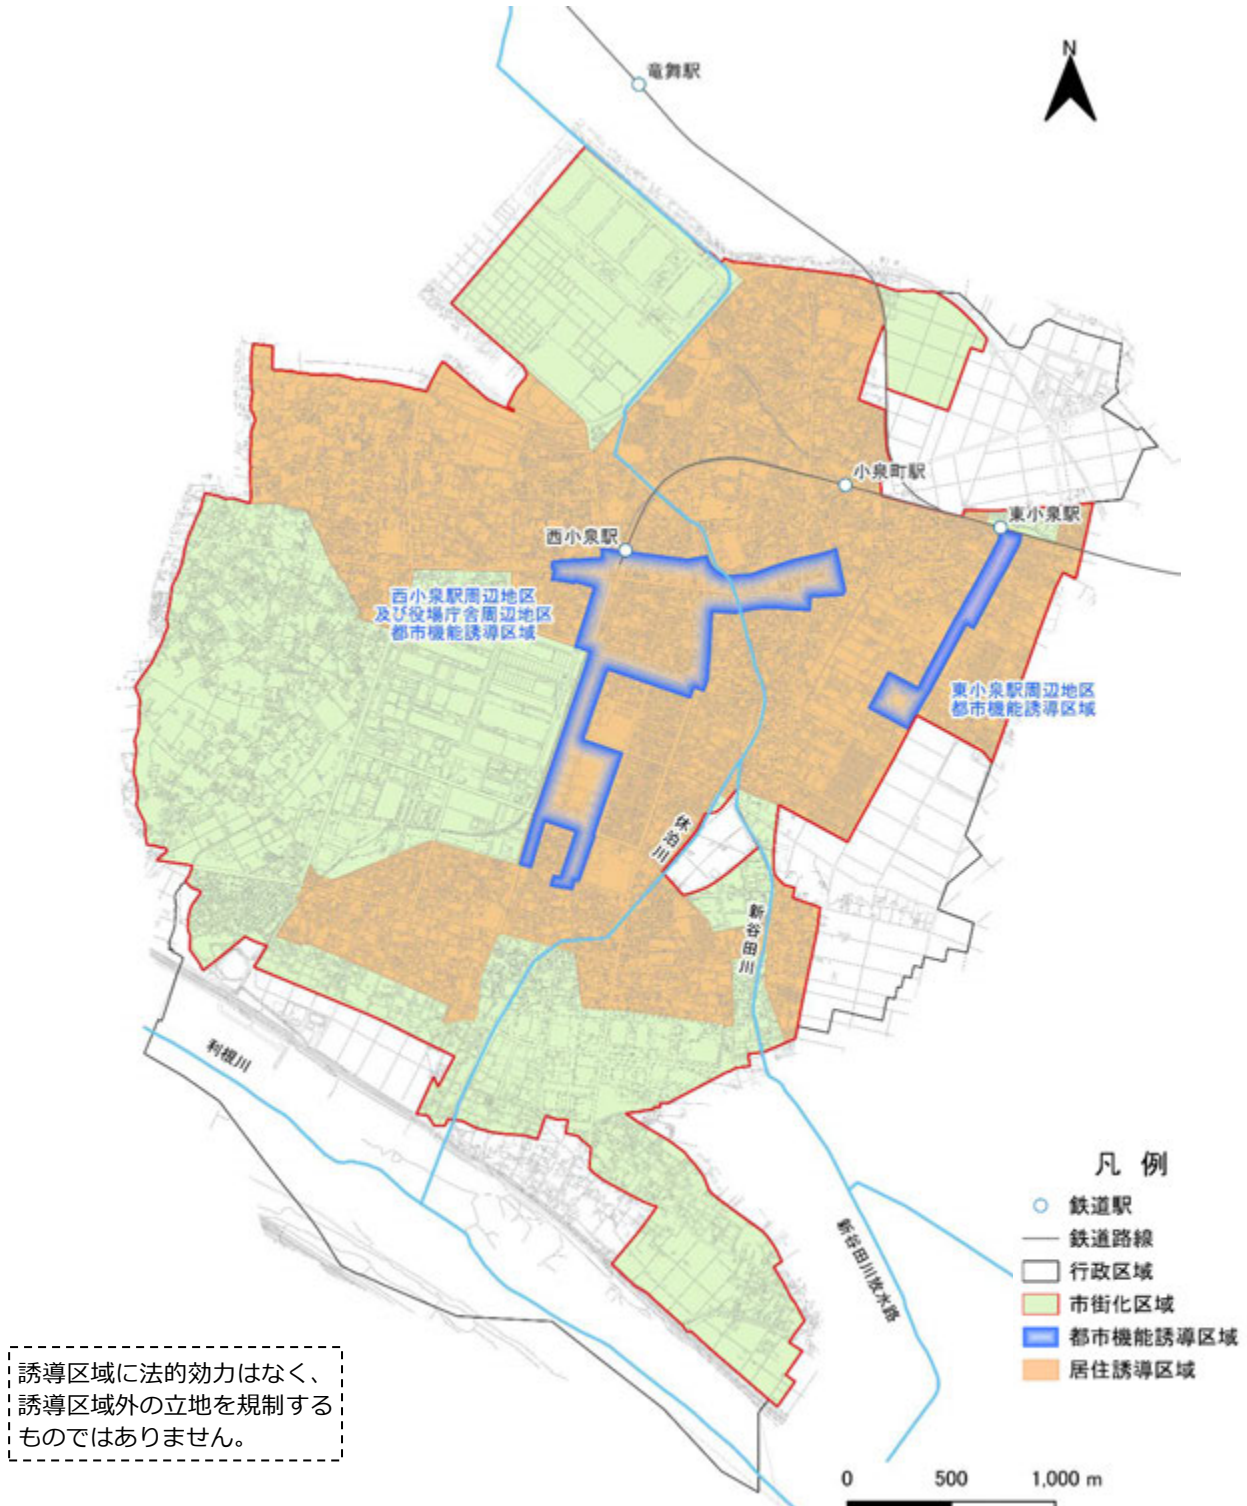 竜舞駅
N
小泉町駅
東小泉駅
西小泉駅
西小泉駅周辺地区
及び役場庁舎周辺地区
都市機能誘導区域
東小泉駅周辺地区
都市機能誘導区域
休泊川
新谷田川
利根川
新谷田川放水路
凡 例
鉄道駅
鉄道路線
行政区域
市街化区域
都市機能誘導区域
居住誘導区域
誘導区域に法的効力はなく、
誘導区域外の立地を規制する
ものではありません。
0 500 1,000 m